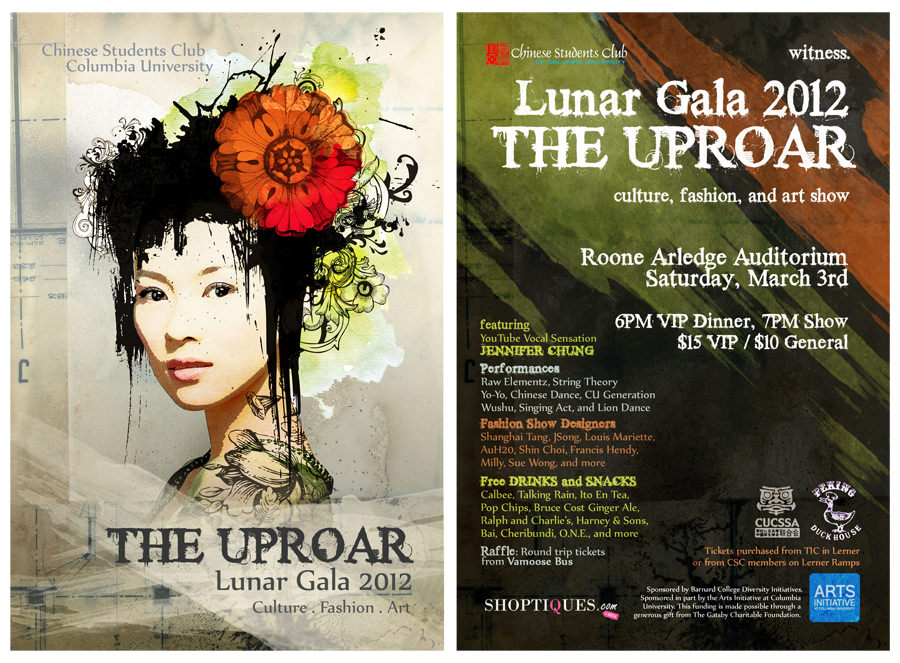 Chinese Students Club
Columbia University
THE UPROAR
Lunar Gala 2012
Culture . Fashion . Art
Chinese Students Club
OF COLUMBIA UNIVERSITY
witness.
Lunar Gala 2012
THE UPROAR
culture, fashion, and art show
Roone Arledge Auditorium
Saturday, March 3rd
6PM VIP Dinner, 7PM Show
$15 VIP / $10 General
featuring
YouTube Vocal Sensation
JENNIFER CHUNG
Performances
Raw Elementz, String Theory
Yo-Yo, Chinese Dance, CU Generation
Wushu, Singing Act, and Lion Dance
Fashion Show Designers
Shanghai Tang, JSong, Louis Mariette,
AuH20, Shin Choi, Francis Hendy,
Milly, Sue Wong, and more
Free DRINKS and SNACKS
Calbee, Talking Rain, Ito En Tea,
Pop Chips, Bruce Cost Ginger Ale,
Ralph and Charlie's, Harney & Sons,
Bai, Cheribundi, O.N.E., and more
Raffle: Round trip tickets
from Vamoose Bus
CUCSSA
PEKING
DUCK HOUSE
Tickets purchased from TIC in Lerner
or from CSC members on Lerner Ramps
SHOPTIQUES.com
Sponsored by Barnard College Diversity Initiatives.
Sponsored in part by the Arts Initiative at Columbia
University. This funding is made possible through a
generous gift from The Gatsby Charitable Foundation.
ARTS
INITIATIVE
AT COLUMBIA UNIVERSITY